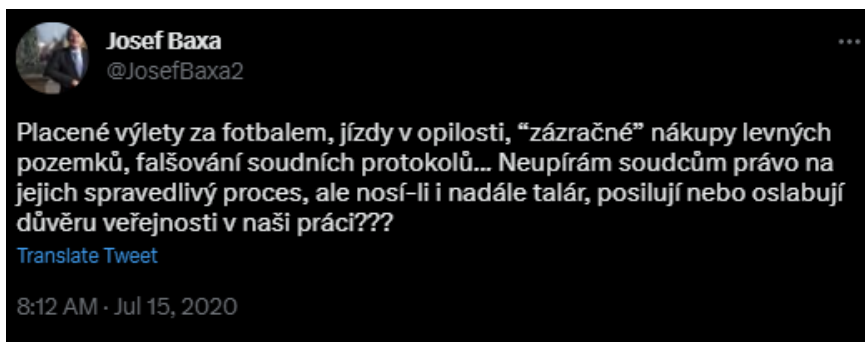 Josef Baxa
@JosefBaxa2
Placené výlety za fotbalem, jízdy v opilosti, “zázračné” nákupy levných
pozemků, falšování soudních protokolů... Neupírám soudcům právo na
jejich spravedlivý proces, ale nosí-li i nadále talár, posilují nebo oslabují
důvěru veřejnosti v naši práci???
Translate Tweet
8:12 AM · Jul 15, 2020